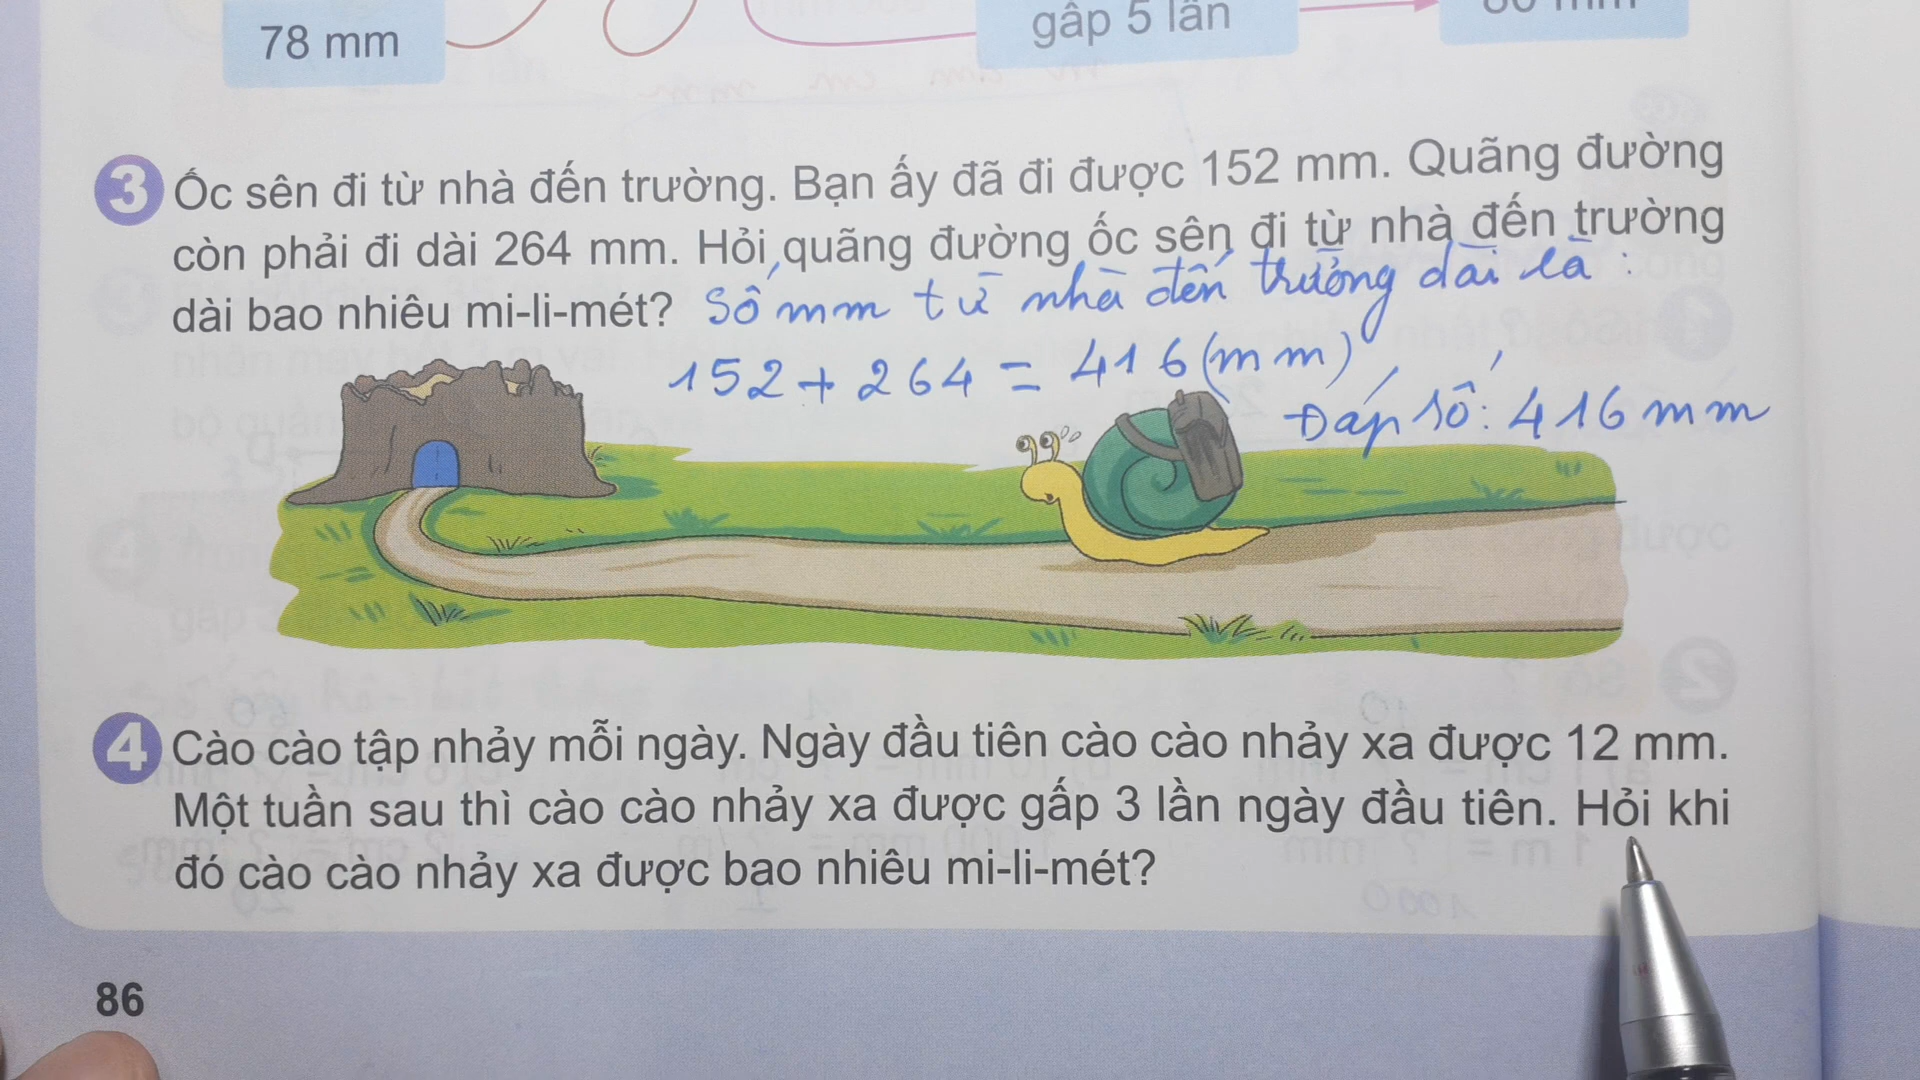 78 mm
gấp 5 lần
3 Ốc sên đi từ nhà đến trường. Bạn ấy đã đi được 152 mm. Quãng đường
còn phải đi dài 264 mm. Hỏi quãng đường ốc sên đi từ nhà đến trường
dài bao nhiêu mi-li-mét? Số mm từ nhà đến trường dài là:
152 + 264 = 416 (mm)
Đáp số: 416 mm
4 Cào cào tập nhảy mỗi ngày. Ngày đầu tiên cào cào nhảy xa được 12 mm.
Một tuần sau thì cào cào nhảy xa được gấp 3 lần ngày đầu tiên. Hỏi khi
đó cào cào nhảy xa được bao nhiêu mi-li-mét?
86